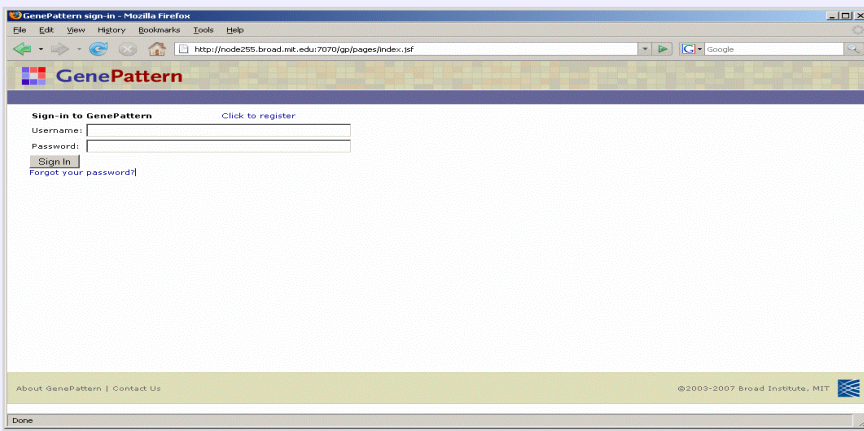 GenePattern sign-in - Mozilla Firefox
File Edit View History Bookmarks Tools Help
http://node255.broad.mit.edu:7070/gp/pages/index.jsf
G Google
GenePattern
Sign-in to GenePattern Click to register
Username:
Password:
Sign In
Forgot your password?
About GenePattern | Contact Us ©2003-2007 Broad Institute, MIT
Done